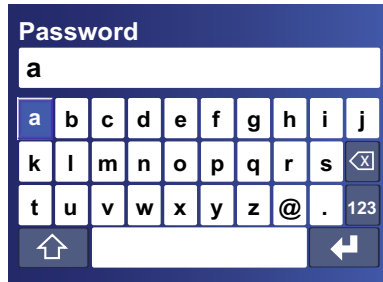 Password
a
a b c d e f g h i j
k l m n o p q r s
t u v w x y z @ . 123